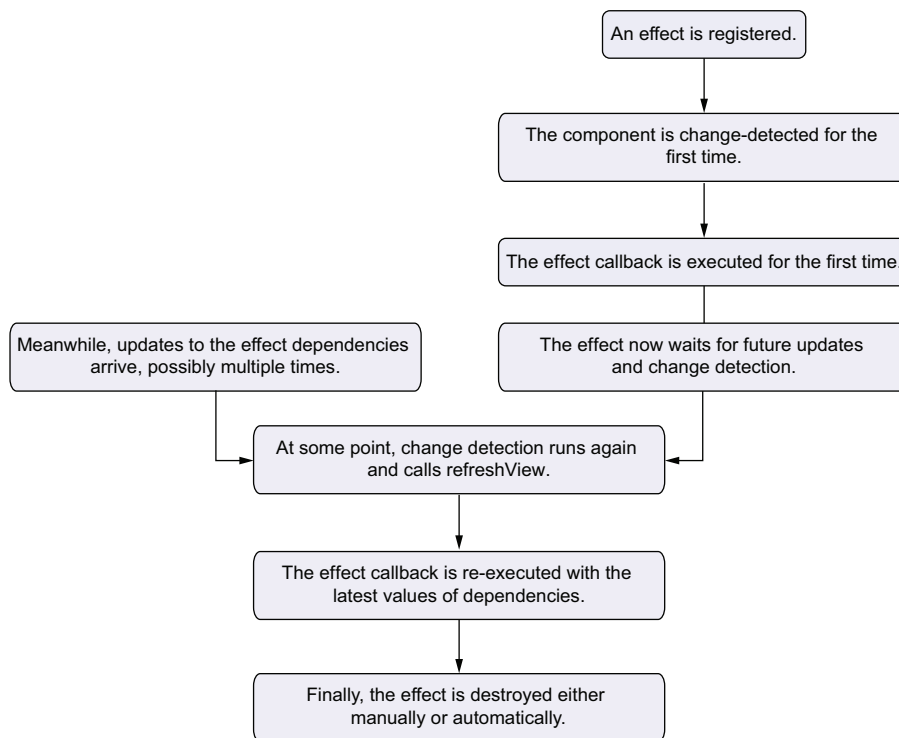 An effect is registered.
The component is change-detected for the
first time.
The effect callback is executed for the first time.
Meanwhile, updates to the effect dependencies
arrive, possibly multiple times.
The effect now waits for future updates
and change detection.
At some point, change detection runs again
and calls refreshView.
The effect callback is re-executed with the
latest values of dependencies.
Finally, the effect is destroyed either
manually or automatically.